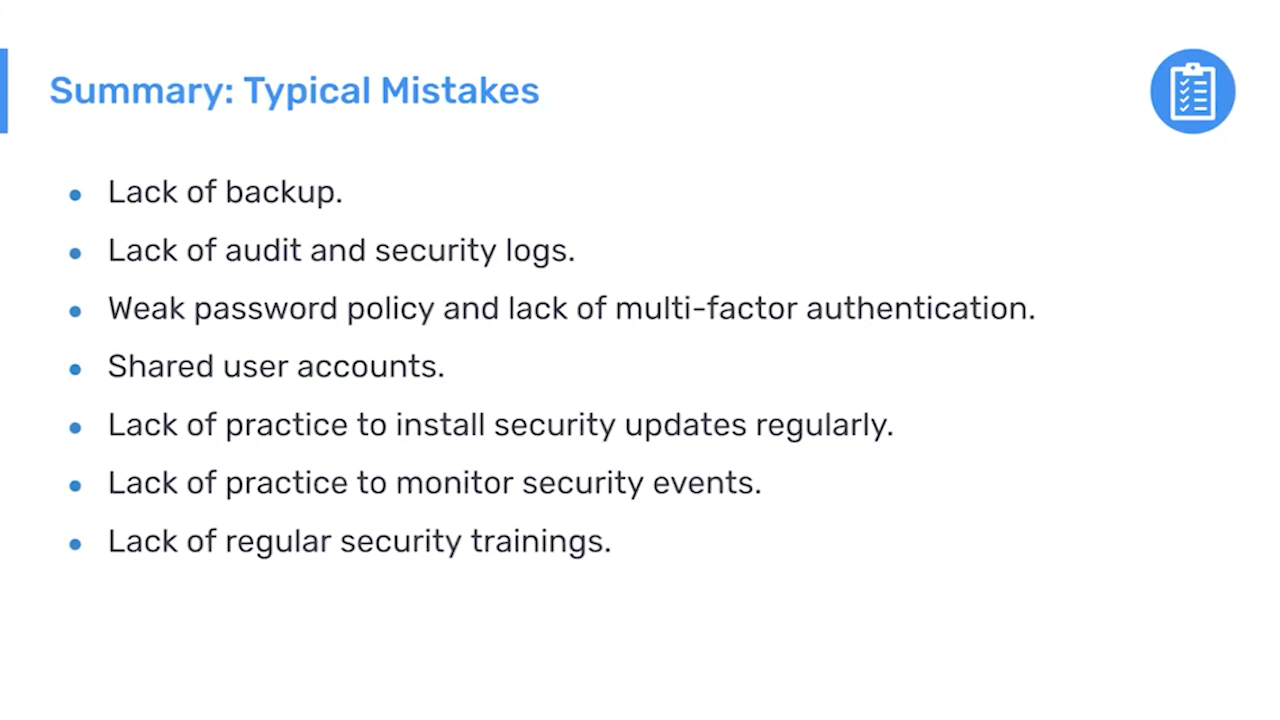 Summary: Typical Mistakes
Lack of backup.
Lack of audit and security logs.
Weak password policy and lack of multi-factor authentication.
Shared user accounts.
Lack of practice to install security updates regularly.
Lack of practice to monitor security events.
Lack of regular security trainings.